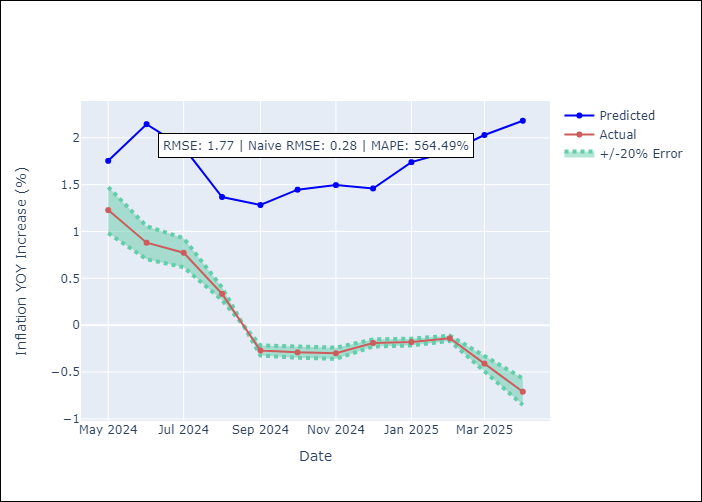 Predicted
Actual
+/-20% Error
RMSE: 1.77 | Naive RMSE: 0.28 | MAPE: 564.49%
Inflation YOY Increase (%)
2
1.5
1
0.5
0
−0.5
−1
May 2024 Jul 2024 Sep 2024 Nov 2024 Jan 2025 Mar 2025
Date